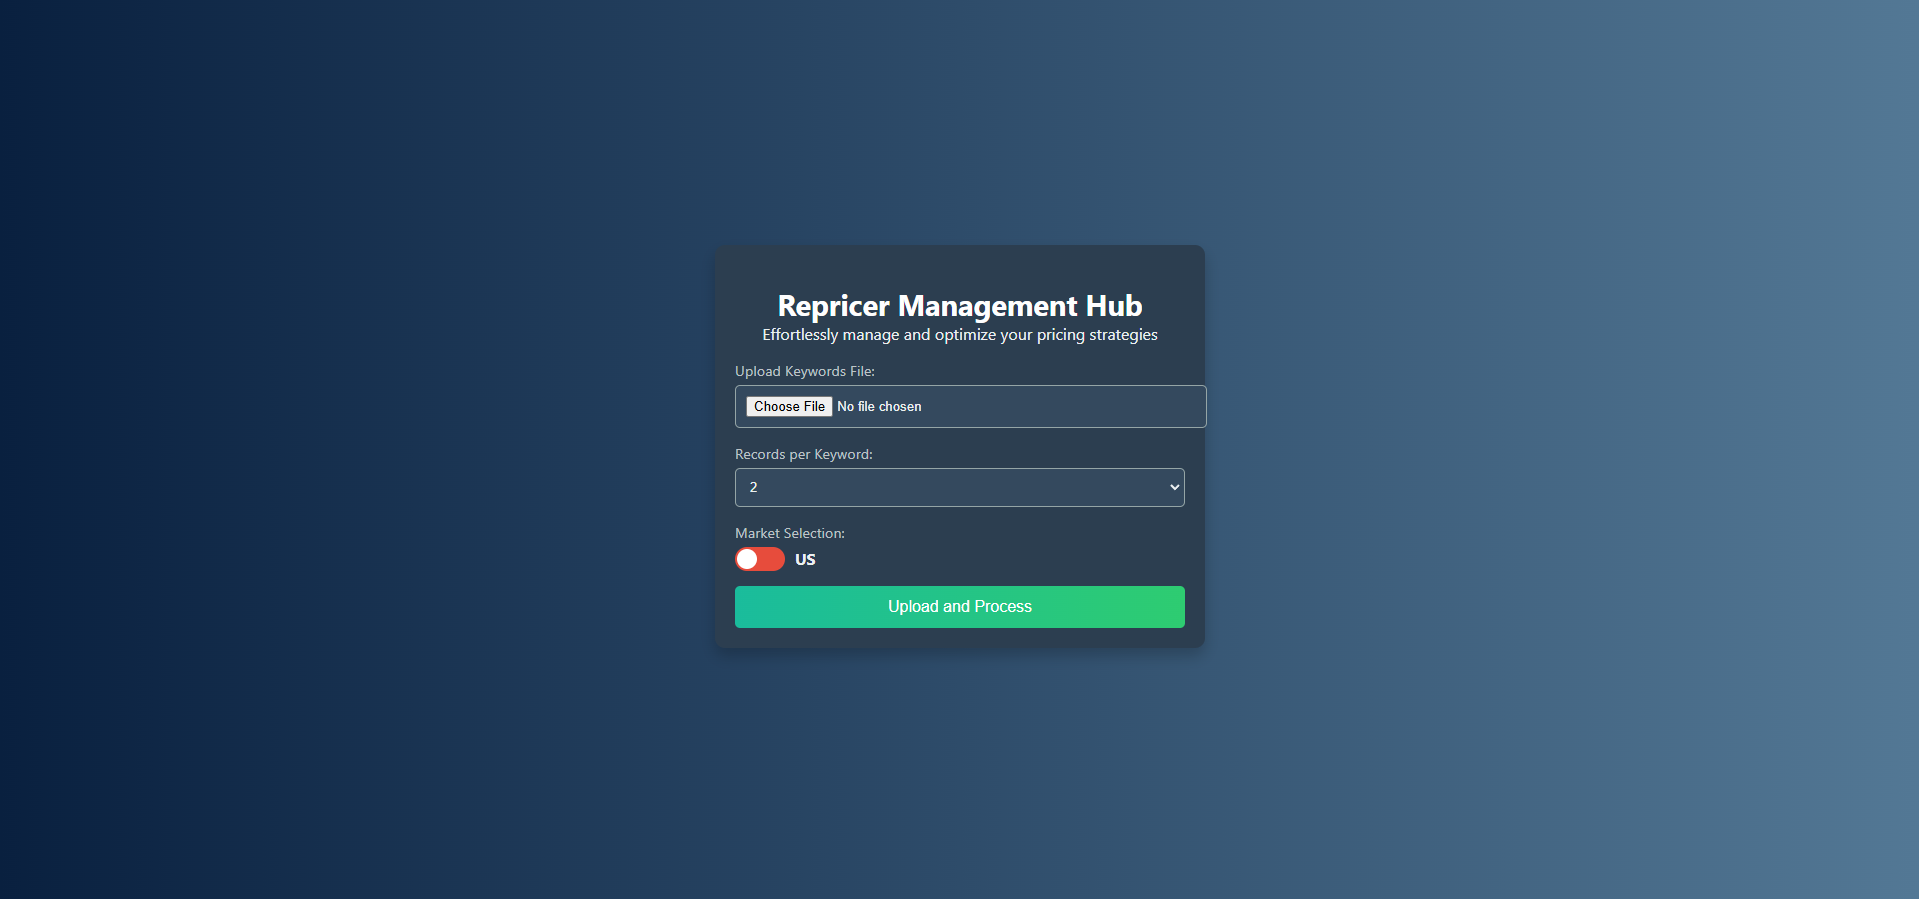 Repricer Management Hub
Effortlessly manage and optimize your pricing strategies
Upload Keywords File:
Choose File No file chosen
Records per Keyword:
2
Market Selection:
US
Upload and Process